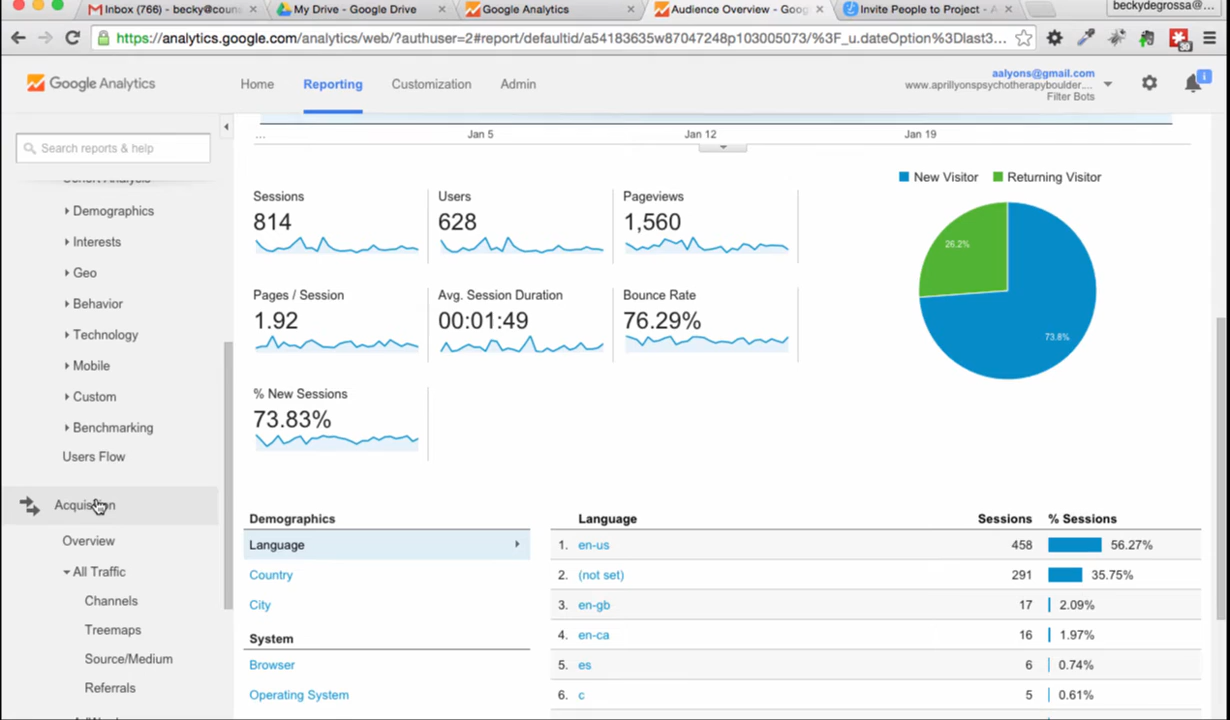 Inbox (766) - becky@coun
My Drive - Google Drive
Google Analytics
Audience Overview - Goog
Invite People to Project - A
beckydegrossa@...
https://analytics.google.com/analytics/web/?authuser=2#report/defaultid/a54183635w87047248p103005073/%3F_u.dateOption%3Dlast3...
Google Analytics
Home
Reporting
Customization
Admin
aalyons@gmail.com
www.aprillyonspsychotherapyboulder....
Filter Bots
Search reports & help
Cohort Analysis
Demographics
Interests
Geo
Behavior
Technology
Mobile
Custom
Benchmarking
Users Flow
Acquisition
Overview
All Traffic
Channels
Treemaps
Source/Medium
Referrals
...
Jan 5
Jan 12
Jan 19
Sessions
814
Users
628
Pageviews
1,560
Pages / Session
1.92
Avg. Session Duration
00:01:49
Bounce Rate
76.29%
% New Sessions
73.83%
New Visitor
Returning Visitor
26.2%
73.8%
Demographics
Language
Country
City
System
Browser
Operating System
Language Sessions % Sessions
1. en-us 458 56.27%
2. (not set) 291 35.75%
3. en-gb 17 2.09%
4. en-ca 16 1.97%
5. es 6 0.74%
6. c 5 0.61%